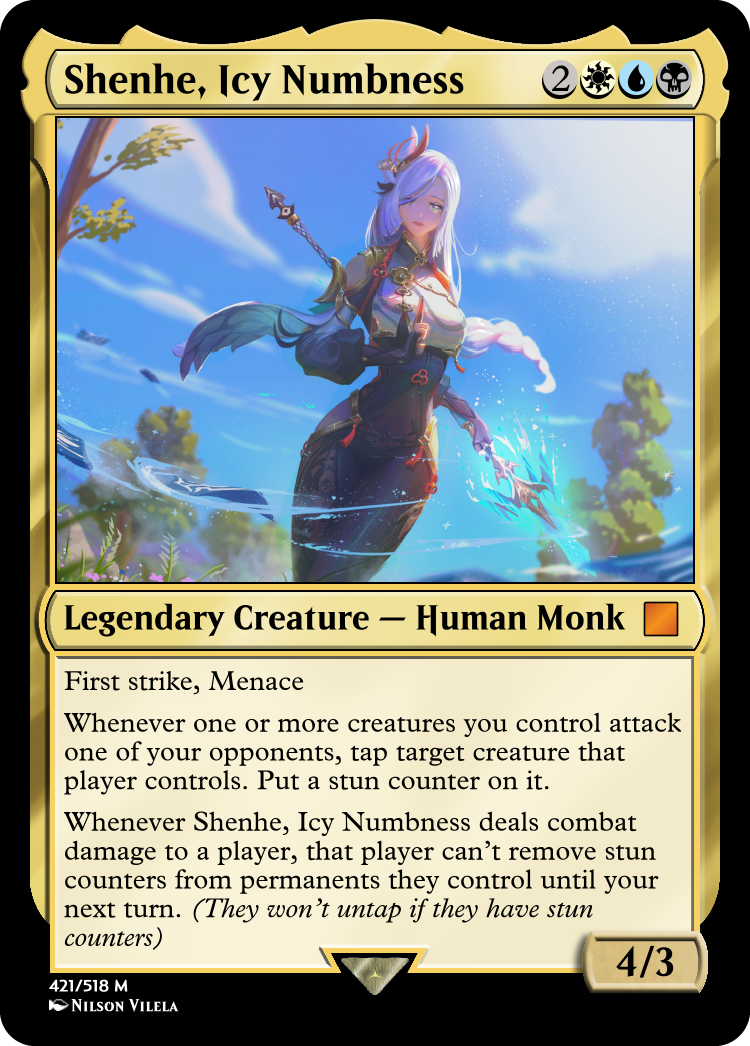 Shenhe, Icy Numbness 2
Legendary Creature — Human Monk
First strike, Menace
Whenever one or more creatures you control attack
one of your opponents, tap target creature that
player controls. Put a stun counter on it.
Whenever Shenhe, Icy Numbness deals combat
damage to a player, that player can't remove stun
counters from permanents they control until your
next turn. (They won't untap if they have stun
counters)
4/3
421/518 M
Nilson Vilela